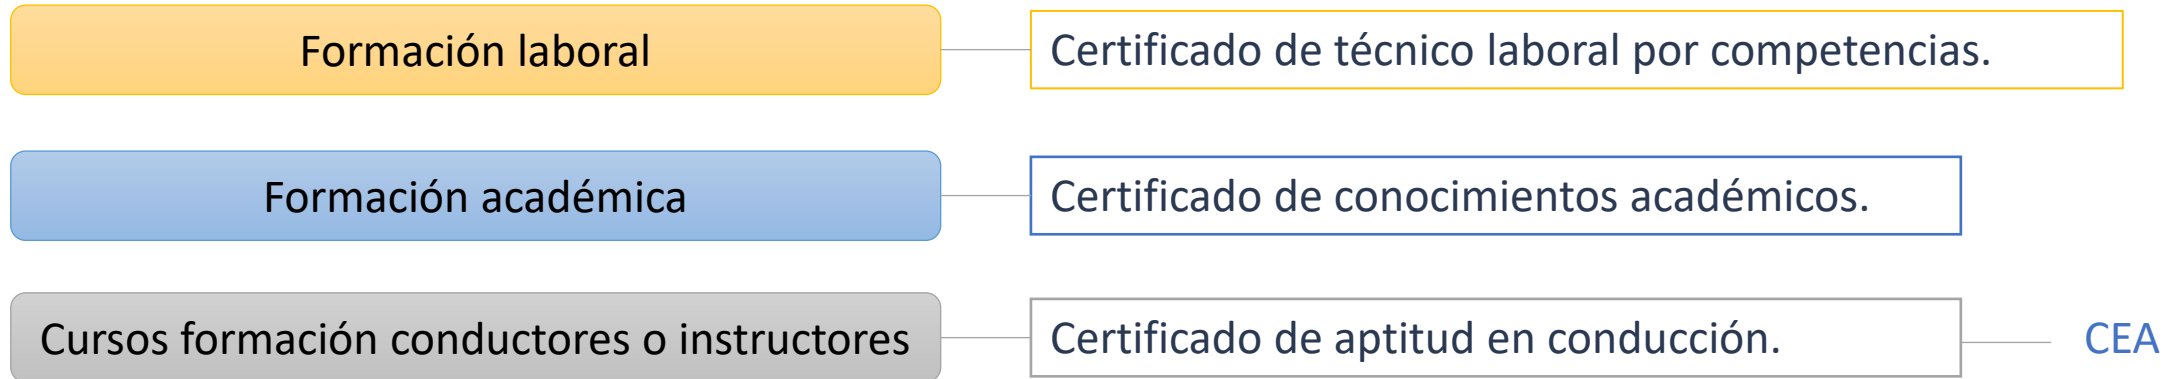 Formación laboral
Certificado de técnico laboral por competencias.
Formación académica
Certificado de conocimientos académicos.
Cursos formación conductores o instructores
Certificado de aptitud en conducción.
CEA